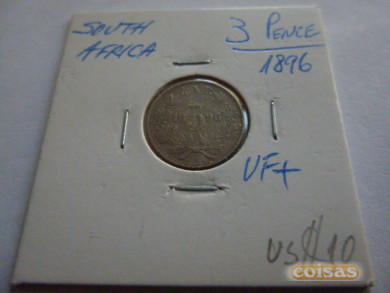 SOUTH
AFRICA
3 PENCE
1896
VF+
US$10
coisas